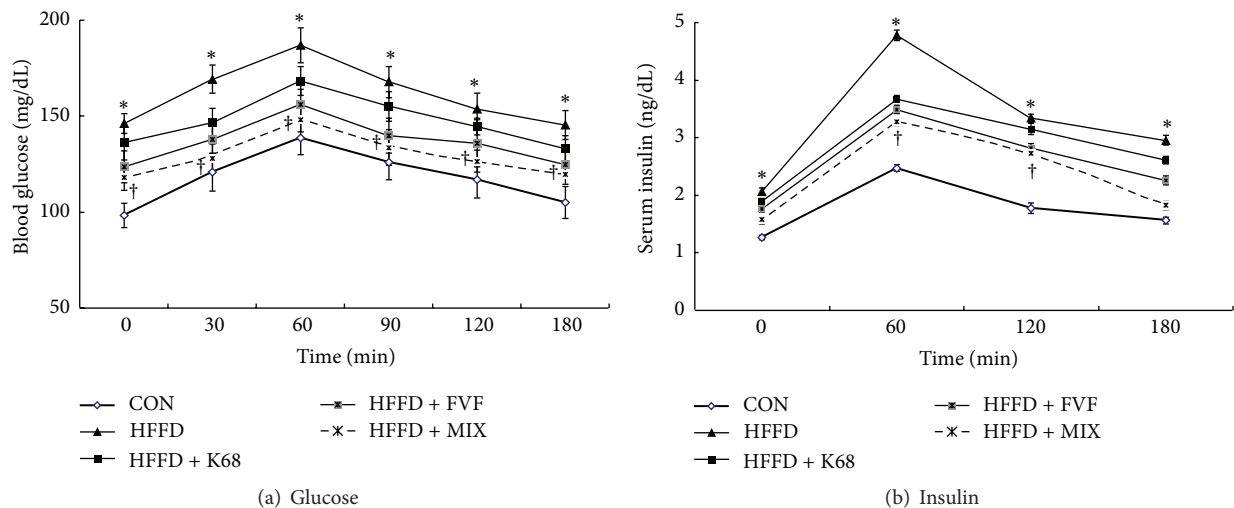 200
150
100
50
Blood glucose (mg/dL)
* * * * * *
† † ‡ † † †
0 30 60 90 120 180
Time (min)
CON
HFFD
HFFD + K68
HFFD + FVF
HFFD + MIX
(a) Glucose
5
4
3
2
1
0
Serum insulin (ng/dL)
* * * *
† †
0 60 120 180
Time (min)
CON
HFFD
HFFD + K68
HFFD + FVF
HFFD + MIX
(b) Insulin